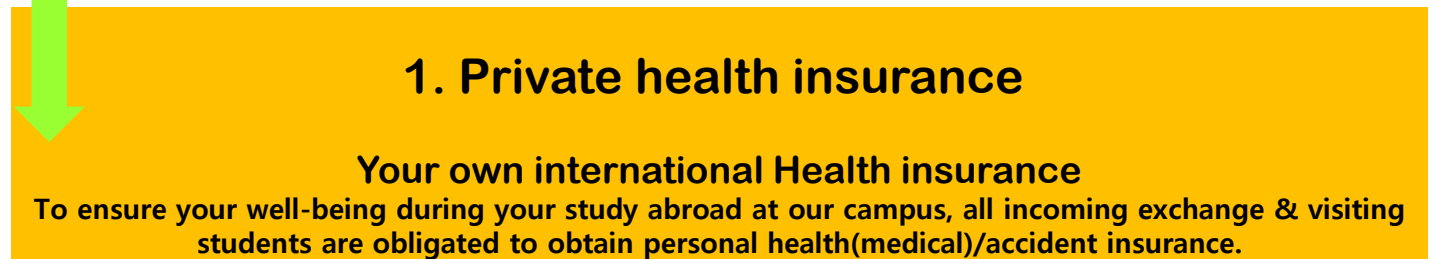 1. Private health insurance
Your own international Health insurance
To ensure your well-being during your study abroad at our campus, all incoming exchange & visiting
students are obligated to obtain personal health(medical)/accident insurance.